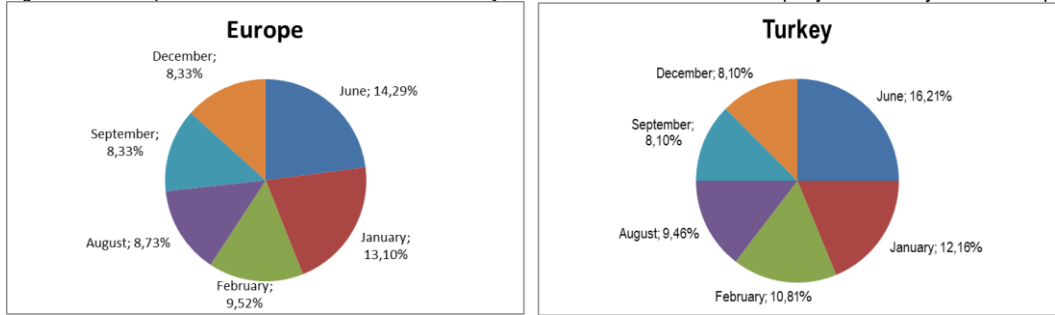 Europe
December;
8,33%
June; 14,29%
September;
8,33%
August; 8,73%
January;
13,10%
February;
9,52%
Turkey
December; 8,10%
June; 16,21%
September;
8,10%
August; 9,46%
January; 12,16%
February; 10,81%